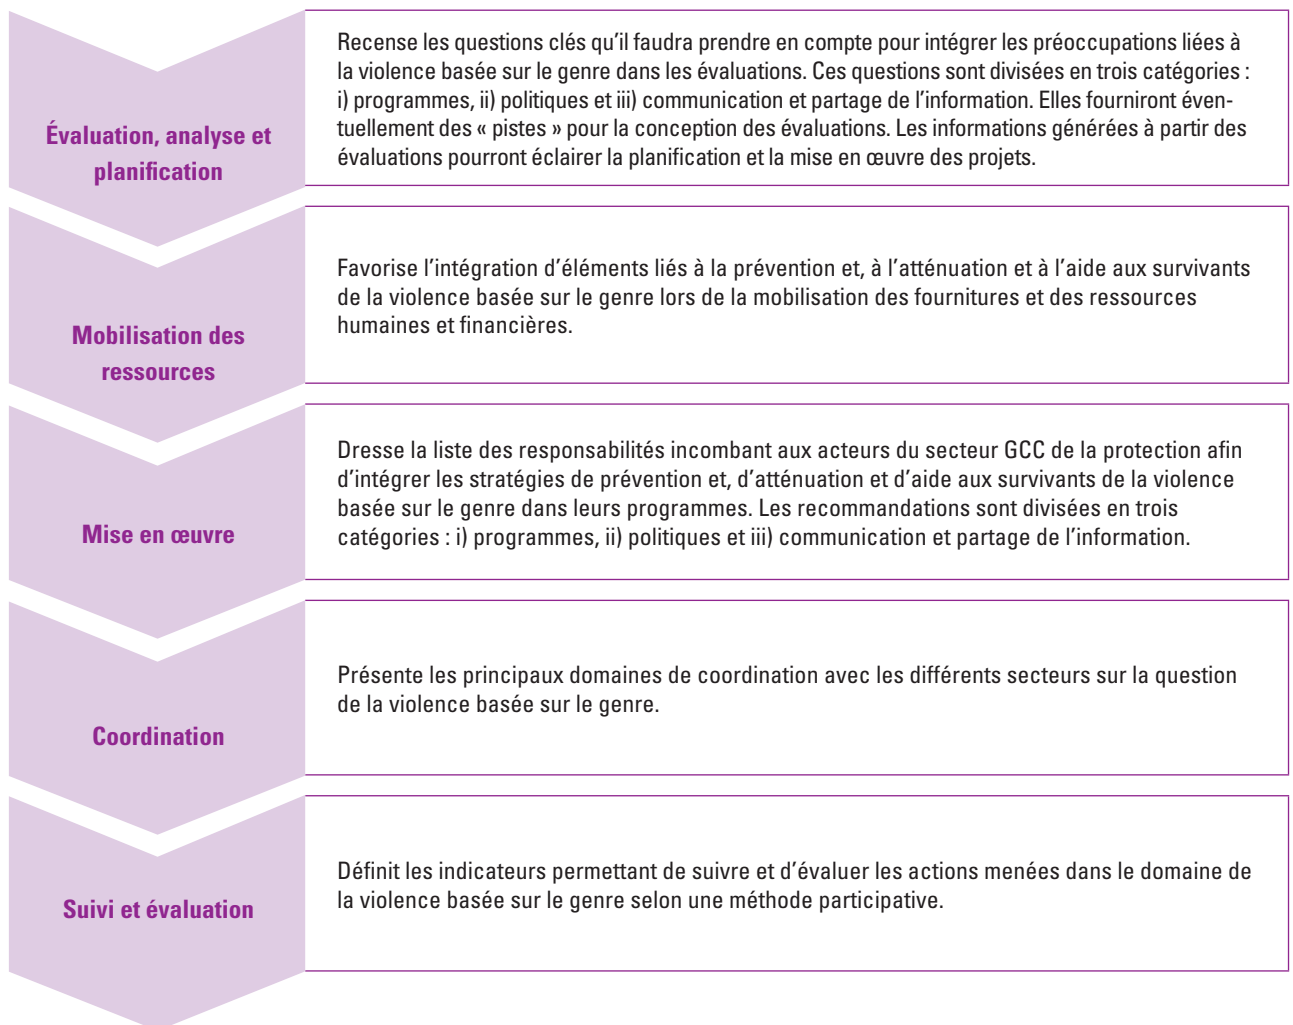 Évaluation, analyse et
planification
Recense les questions clés qu'il faudra prendre en compte pour intégrer les préoccupations liées à
la violence basée sur le genre dans les évaluations. Ces questions sont divisées en trois catégories :
i) programmes, ii) politiques et iii) communication et partage de l'information. Elles fourniront éven-
tuellement des « pistes » pour la conception des évaluations. Les informations générées à partir des
évaluations pourront éclairer la planification et la mise en œuvre des projets.
Mobilisation des
ressources
Favorise l'intégration d'éléments liés à la prévention et, à l'atténuation et à l'aide aux survivants
de la violence basée sur le genre lors de la mobilisation des fournitures et des ressources
humaines et financières.
Mise en œuvre
Dresse la liste des responsabilités incombant aux acteurs du secteur GCC de la protection afin
d'intégrer les stratégies de prévention et, d'atténuation et d'aide aux survivants de la violence
basée sur le genre dans leurs programmes. Les recommandations sont divisées en trois
catégories : i) programmes, ii) politiques et iii) communication et partage de l'information.
Coordination
Présente les principaux domaines de coordination avec les différents secteurs sur la question
de la violence basée sur le genre.
Suivi et évaluation
Définit les indicateurs permettant de suivre et d'évaluer les actions menées dans le domaine de
la violence basée sur le genre selon une méthode participative.